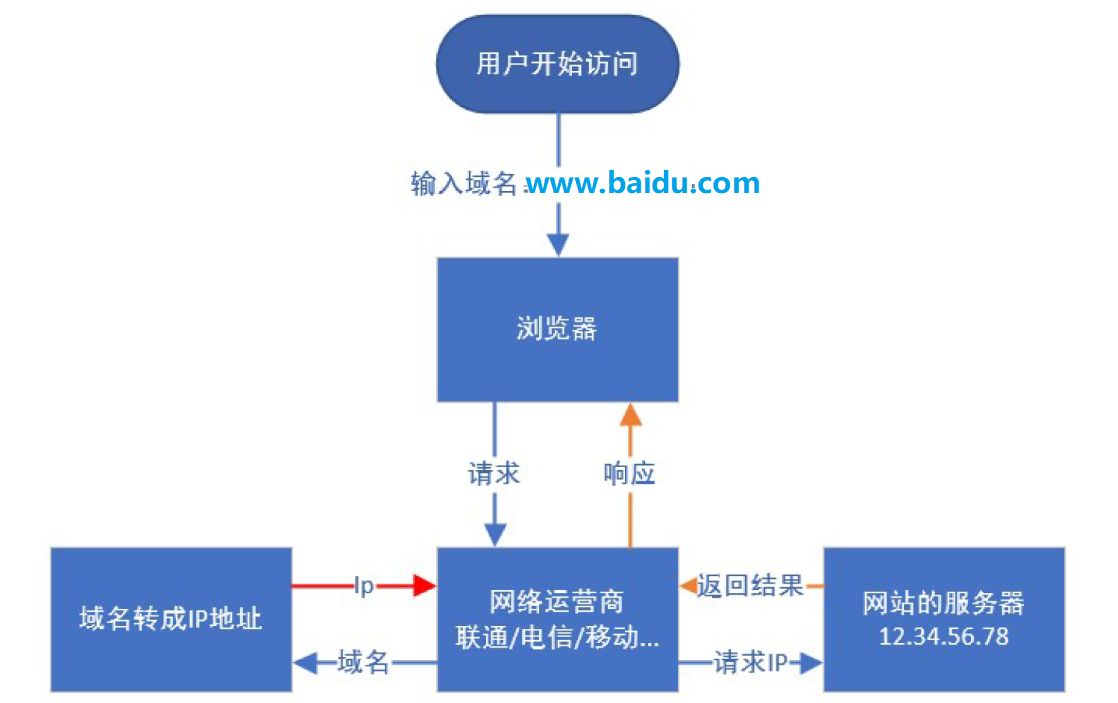 用户开始访问
输入域名:www.baidu.com
浏览器
请求
响应
域名转成IP地址
Ip
域名
网络运营商
联通/电信/移动...
返回结果
请求IP
网站的服务器
12.34.56.78